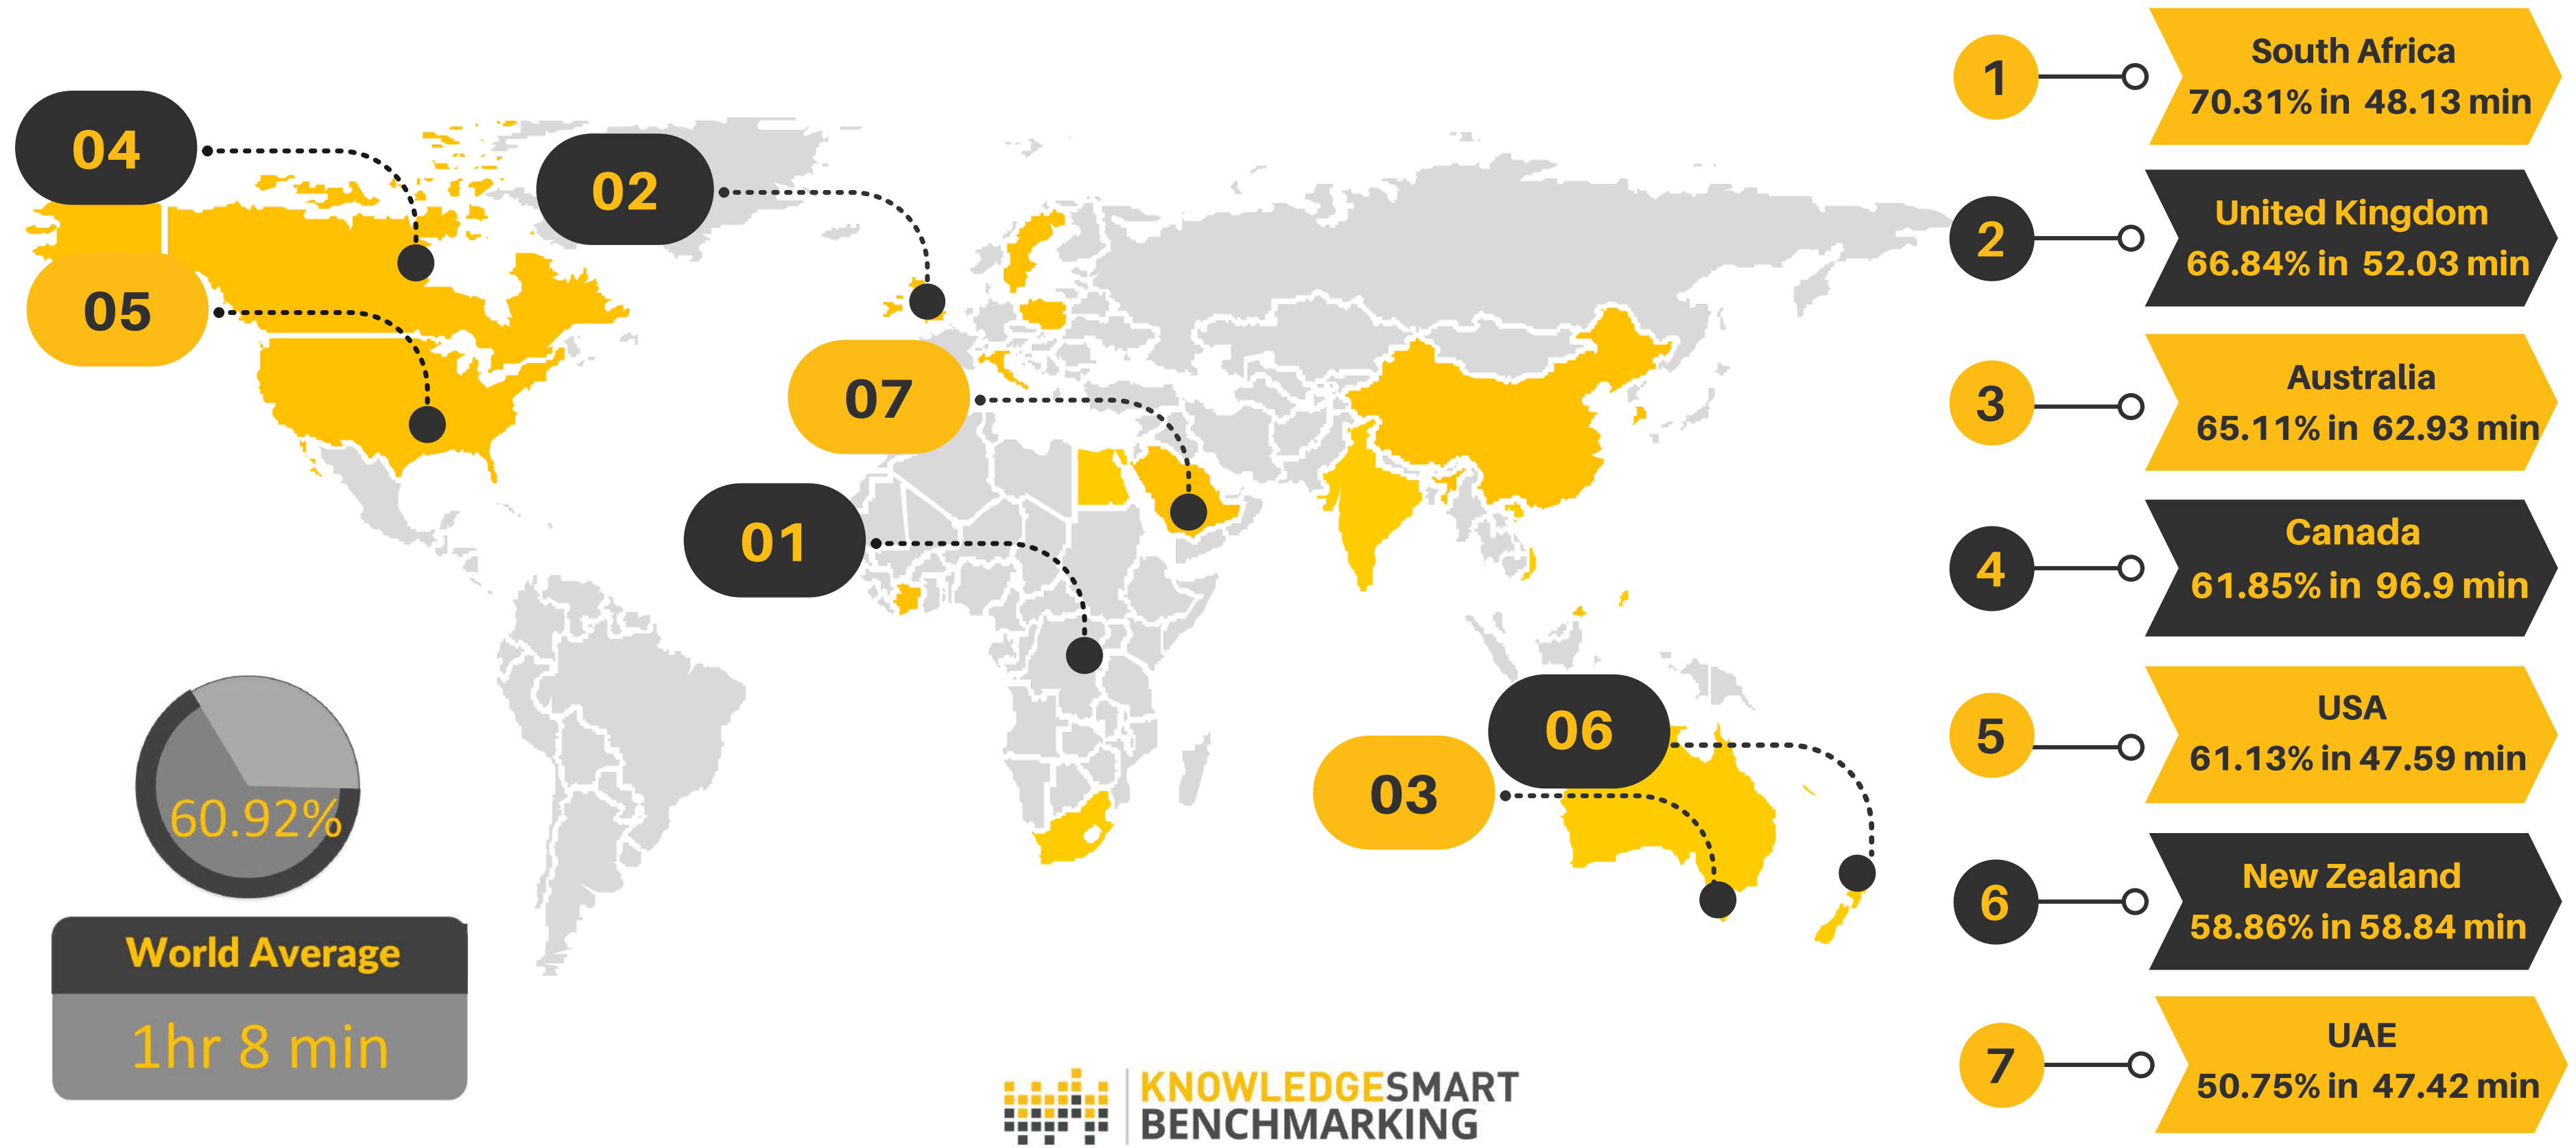 04
02
05
07
01
06
03
60.92%
World Average
1hr 8 min
KNOWLEDGESMART
BENCHMARKING
1
South Africa
70.31% in 48.13 min
2
United Kingdom
66.84% in 52.03 min
3
Australia
65.11% in 62.93 min
4
Canada
61.85% in 96.9 min
5
USA
61.13% in 47.59 min
6
New Zealand
58.86% in 58.84 min
7
UAE
50.75% in 47.42 min